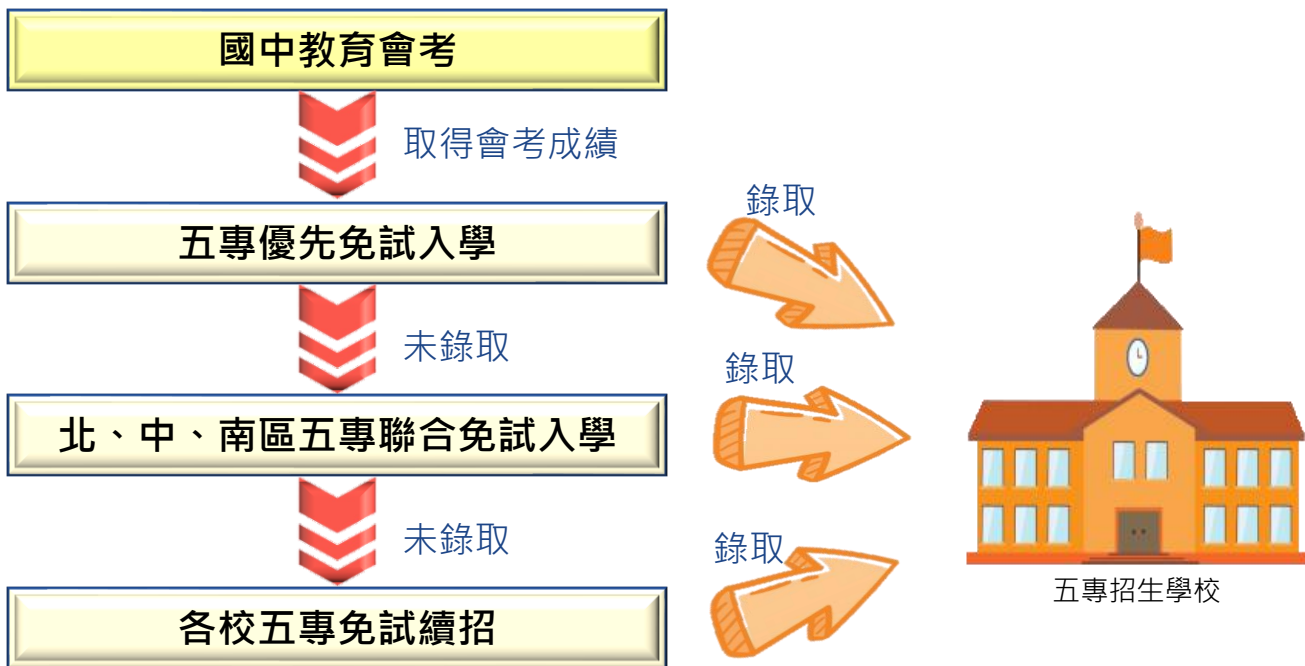 國中教育會考
取得會考成績
五專優先免試入學
錄取
未錄取
北、中、南區五專聯合免試入學
錄取
未錄取
各校五專免試續招
錄取
五專招生學校